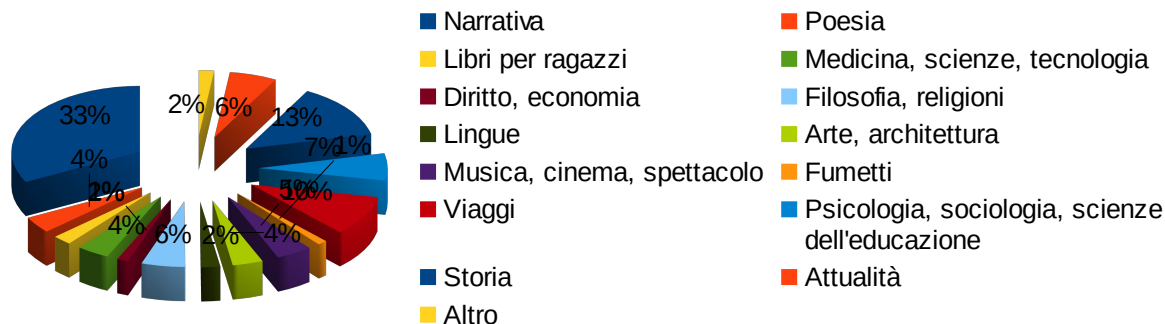 Narrativa
Poesia
Libri per ragazzi
Medicina, scienze, tecnologia
Diritto, economia
Filosofia, religioni
Lingue
Arte, architettura
Musica, cinema, spettacolo
Fumetti
Viaggi
Psicologia, sociologia, scienze
dell'educazione
Storia
Attualità
Altro
2%
6%
33%
13%
7%
1%
4%
10%
4%
6%
2%
4%